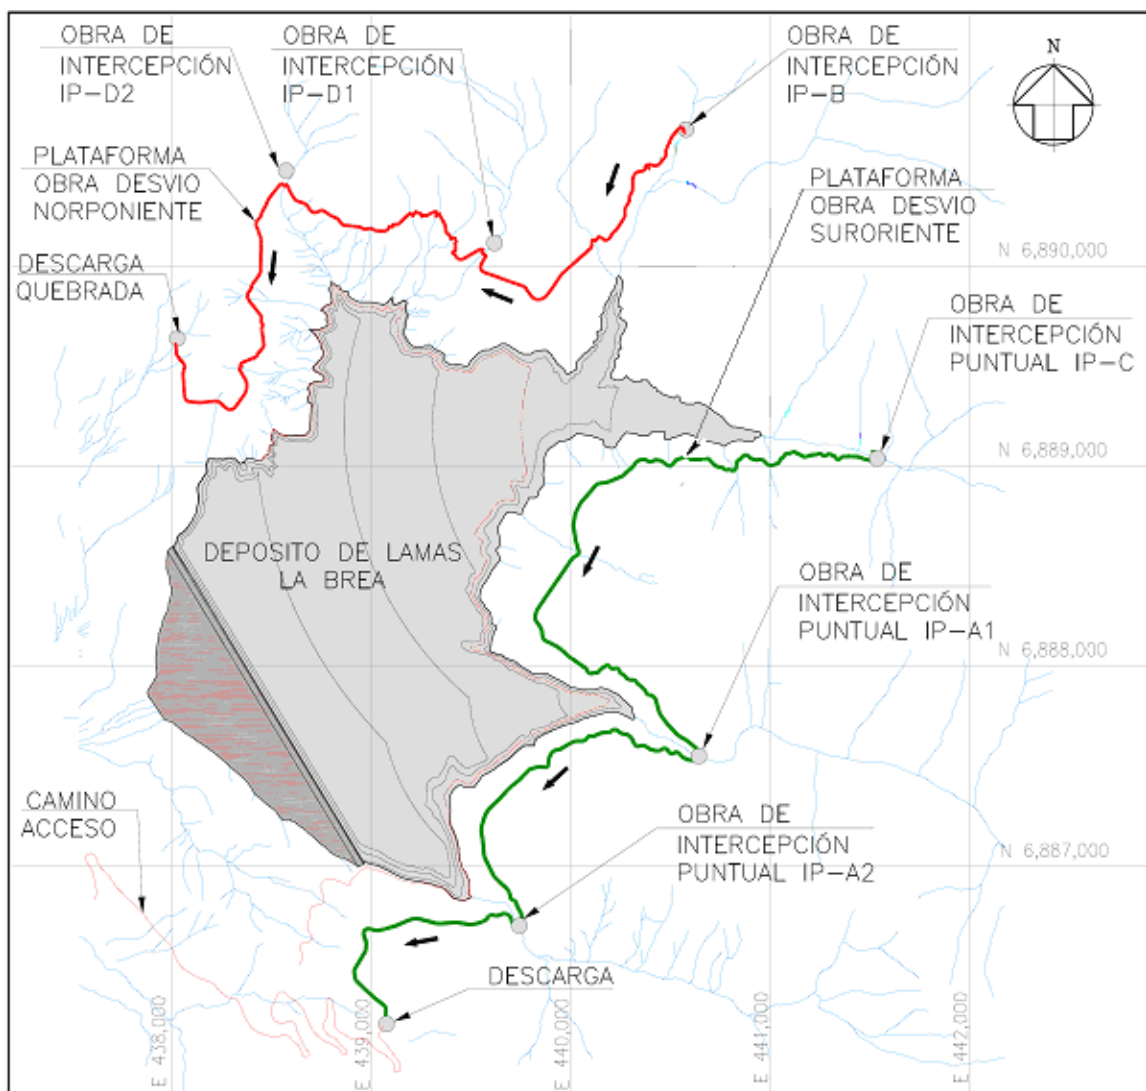 OBRA DE
INTERCEPCIÓN
IP-D2
OBRA DE
INTERCEPCIÓN
IP-D1
OBRA DE
INTERCEPCIÓN
IP-B
N
PLATAFORMA
OBRA DESVIO
NORPONIENTE
PLATAFORMA
OBRA DESVIO
SURORIENTE
DESCARGA
QUEBRADA
N 6,890,000
OBRA DE
INTERCEPCIÓN
PUNTUAL IP-C
N 6,889,000
DEPOSITO DE LAMAS
LA BREA
OBRA DE
INTERCEPCIÓN
PUNTUAL IP-A1
N 6,888,000
CAMINO
ACCESO
OBRA DE
INTERCEPCIÓN
PUNTUAL IP-A2
N 6,887,000
DESCARGA
E 438,000
E 439,000
E 440,000
E 441,000
E 442,000